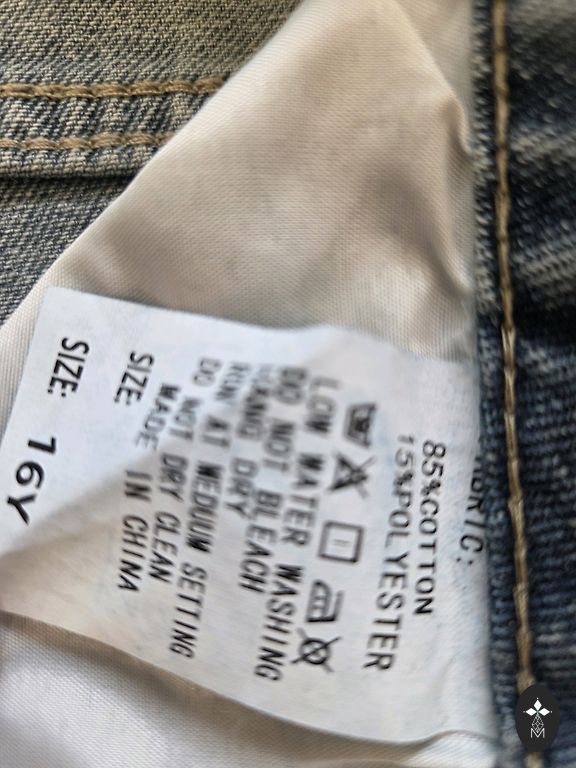 FABRIC:
85%COTTON
15%POLYESTER
LOW WATER WASHING
DO NOT BLEACH
HANG DRY
IRON AT MEDIUM SETTING
DO NOT DRY CLEAN
MADE IN CHINA
SIZE:
SIZE: 16Y
M